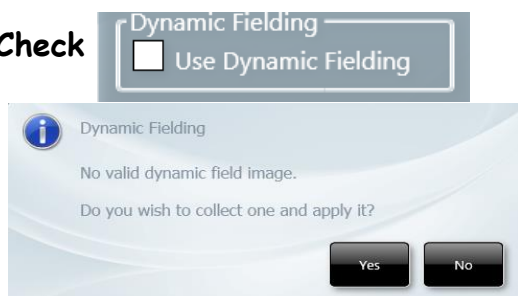 Dynamic Fielding
Check
Use Dynamic Fielding
Dynamic Fielding
No valid dynamic field image.
Do you wish to collect one and apply it?
Yes No